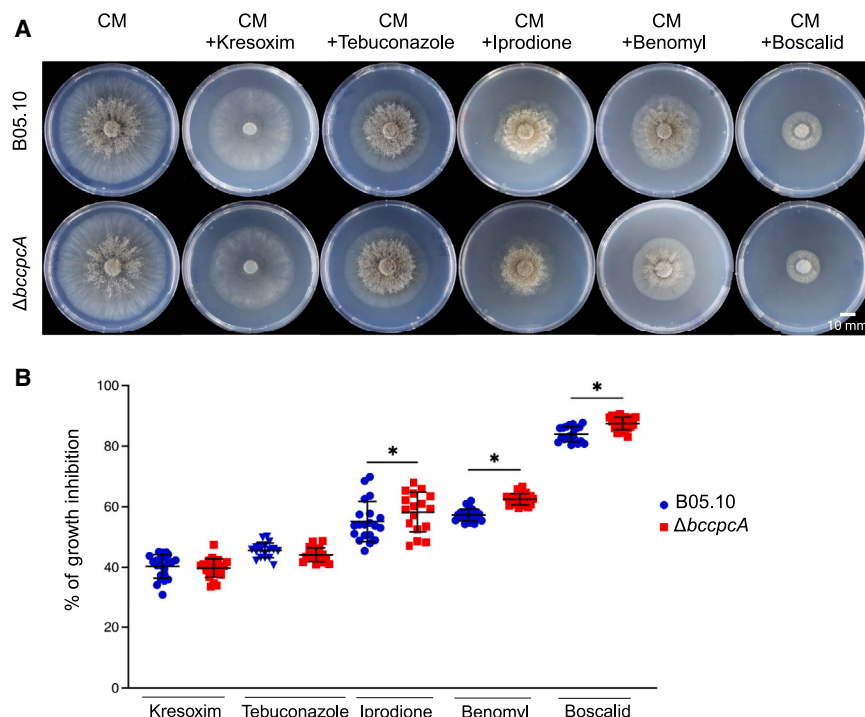 A
CM
CM
+Kresoxim
CM
+Tebuconazole
CM
+Iprodione
CM
+Benomyl
CM
+Boscalid
B05.10
ΔbccpcA
10 mm
B
% of growth inhibition
100
80
60
40
20
0
*
*
*
B05.10
ΔbccpcA
Kresoxim
Tebuconazole
Iprodione
Benomyl
Boscalid